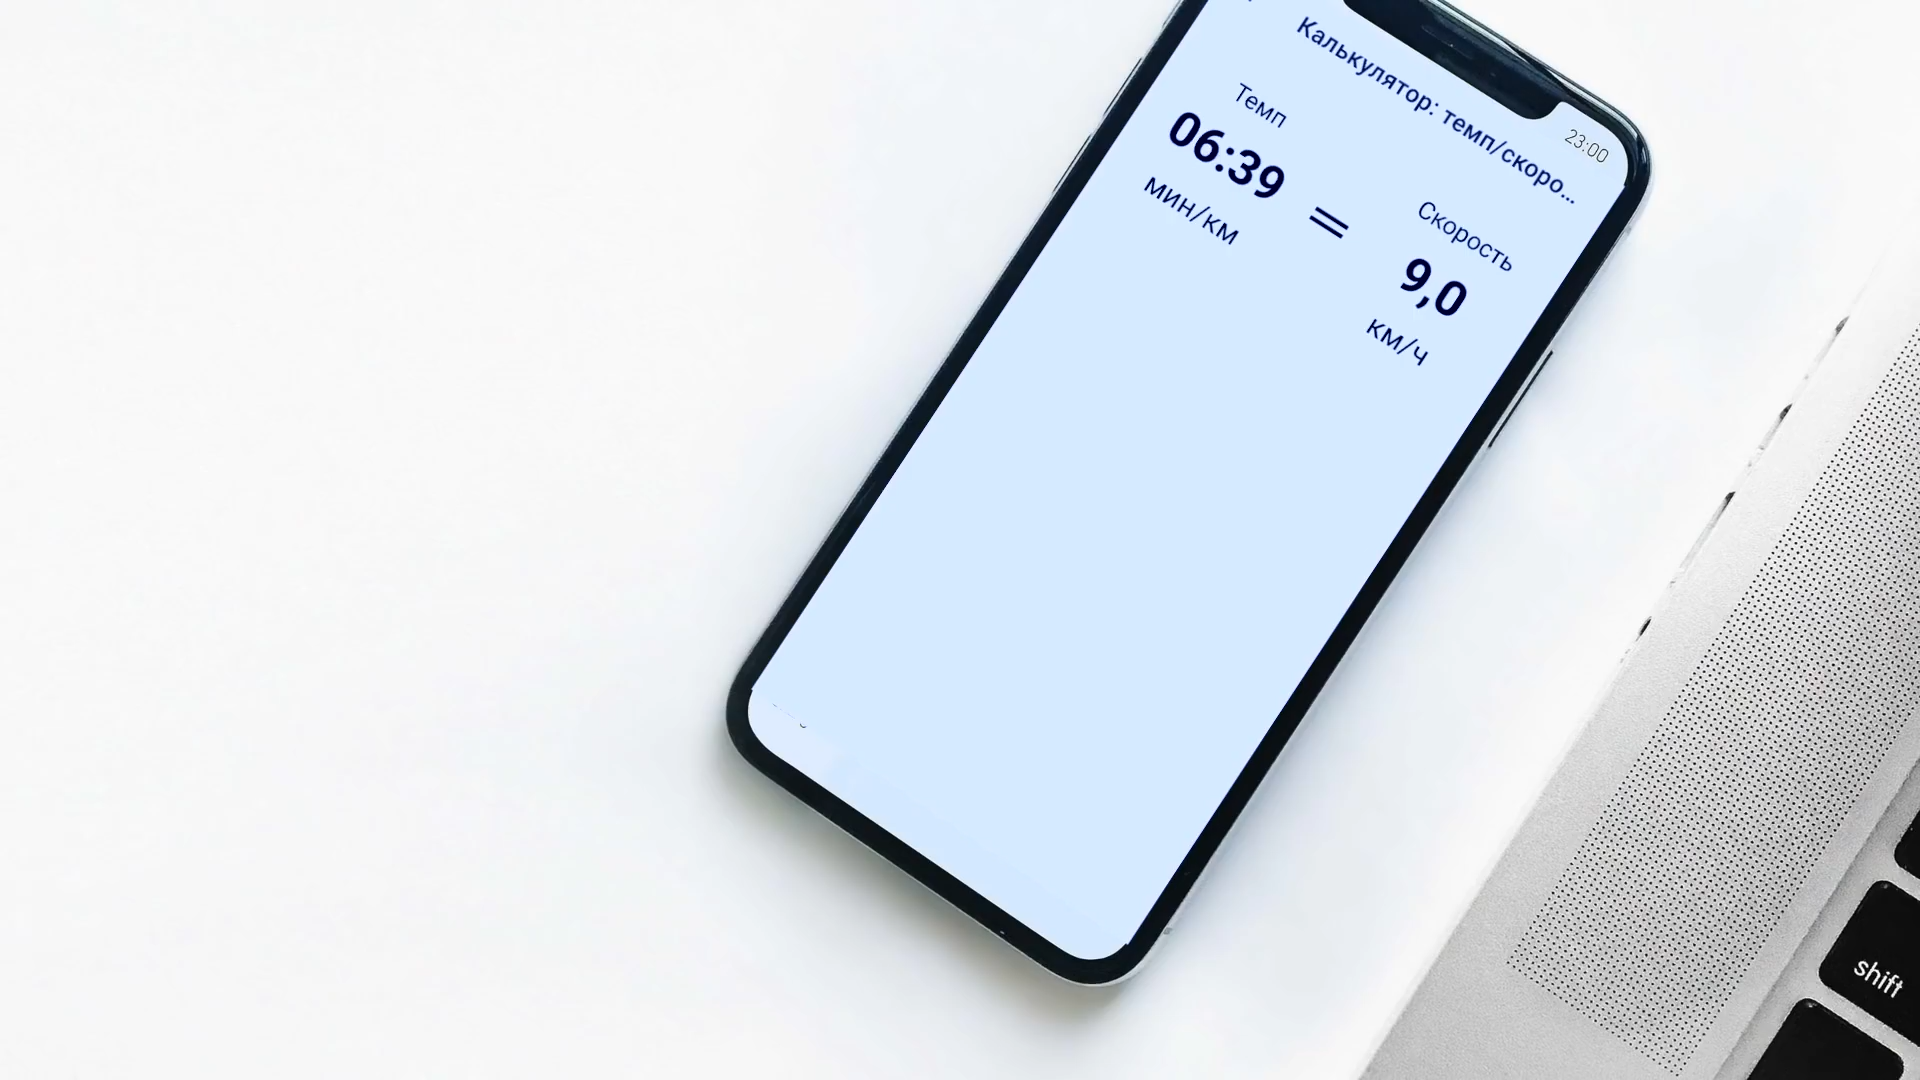 23:00
Калькулятор: темп/скоро...
Темп
06:39
мин/км
=
Скорость
9,0
км/ч
shift